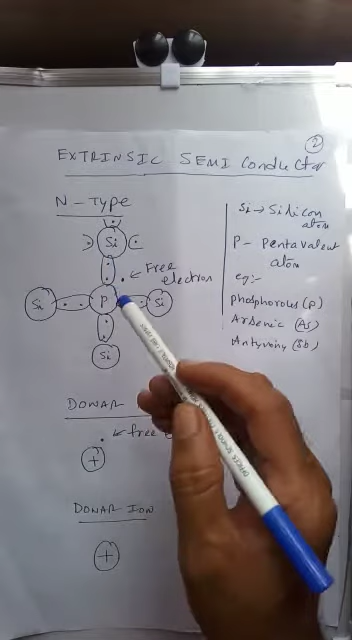 2
EXTRINSIC SEMI Conductor
N-TYPE
Si
Free electron
Si P Si
Si
Si → Silicon
atom
P - Pentavalent
atom
eg:-
Phosphorous (P)
Arsenic (As)
Antymony (Sb)
DONAR
free
+
DONAR ION
+